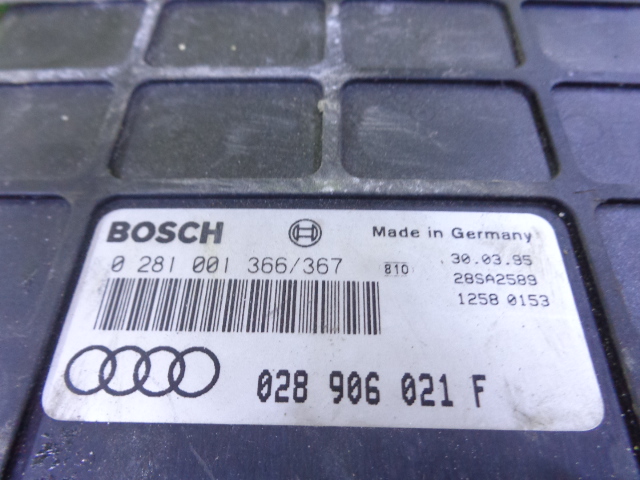 BOSCH Made in Germany
0 281 001 366/367 810 30.03.95
28SA2589
1258 0153
028 906 021 F